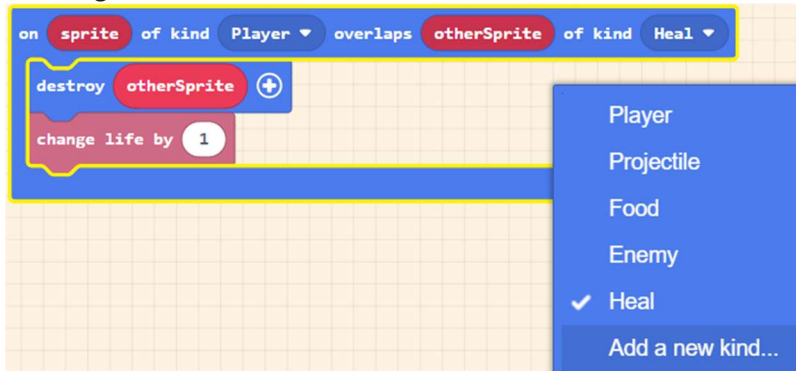 on sprite of kind Player overlaps otherSprite of kind Heal
destroy otherSprite
change life by 1
Player
Projectile
Food
Enemy
Heal
Add a new kind...